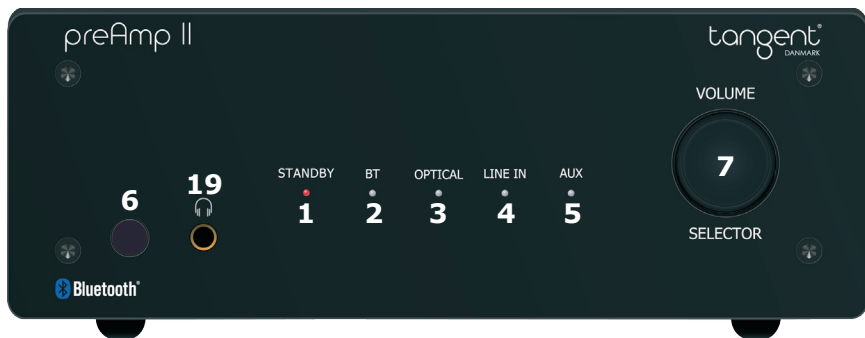 preAmp II
tangent®
DANMARK
VOLUME
7
SELECTOR
STANDBY BT OPTICAL LINE IN AUX
1 2 3 4 5
6
19
Bluetooth®